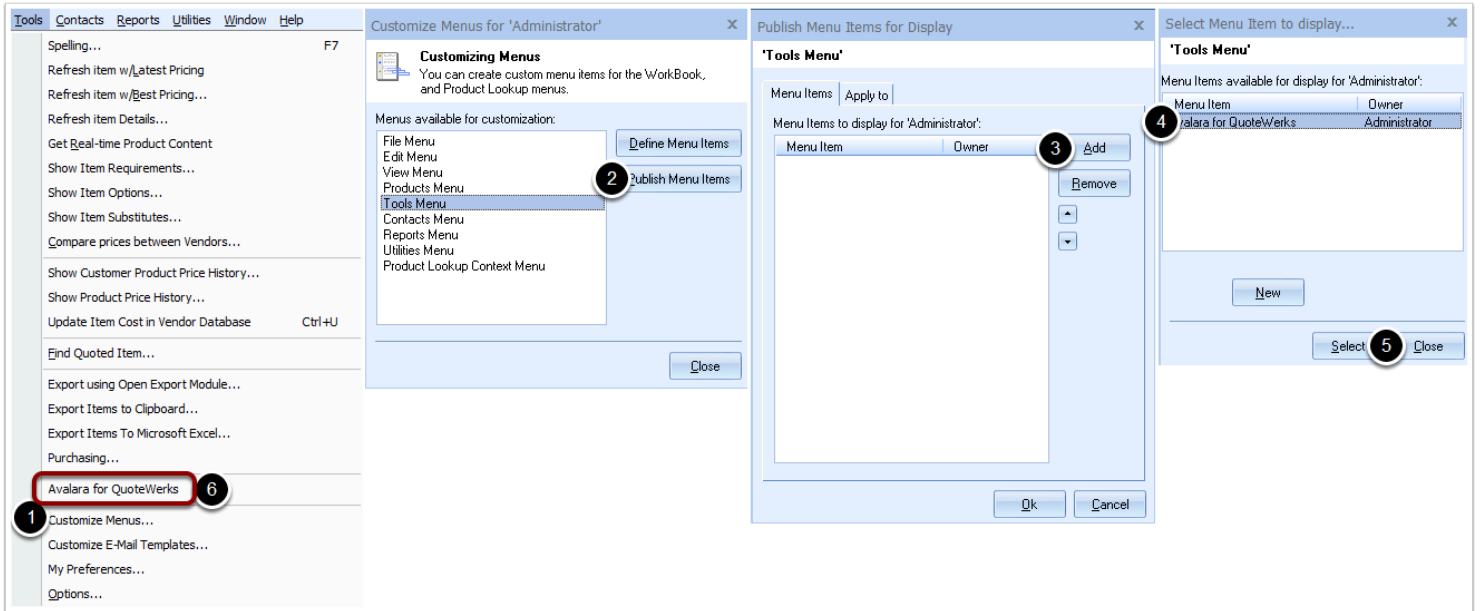 Tools Contacts Reports Utilities Window Help
Spelling... F7
Refresh item w/Latest Pricing
Refresh item w/Best Pricing...
Refresh item Details...
Get Real-time Product Content
Show Item Requirements...
Show Item Options...
Show Item Substitutes...
Compare prices between Vendors...
Show Customer Product Price History...
Show Product Price History...
Update Item Cost in Vendor Database Ctrl+U
Find Quoted Item...
Export using Open Export Module...
Export Items to Clipboard...
Export Items To Microsoft Excel...
Purchasing...
Avalara for QuoteWerks 6
1 Customize Menus...
Customize E-Mail Templates...
My Preferences...
Options...
Customize Menus for 'Administrator' X
Customizing Menus
You can create custom menu items for the WorkBook,
and Product Lookup menus.
Menus available for customization:
File Menu
Edit Menu
View Menu
Products Menu
Tools Menu
Contacts Menu
Reports Menu
Utilities Menu
Product Lookup Context Menu
Define Menu Items
2 Publish Menu Items
Close
Publish Menu Items for Display X
'Tools Menu'
Menu Items Apply to
Menu Items to display for 'Administrator':
Menu Item Owner
3 Add
Remove
Ok Cancel
Select Menu Item to display... X
'Tools Menu'
Menu Items available for display for 'Administrator':
Menu Item Owner
4 valara for QuoteWerks Administrator
New
Select 5 Close